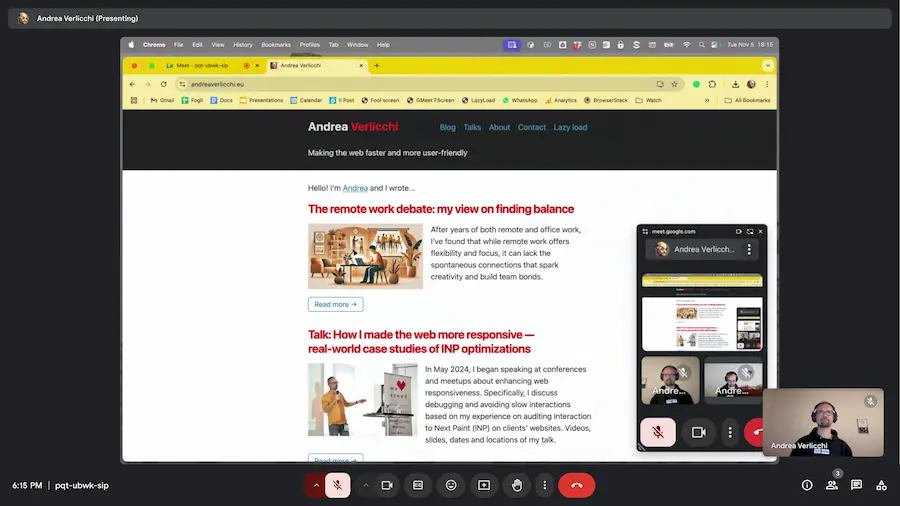 Andrea Verlicchi (Presenting)
Chrome File Edit View History Bookmarks Profiles Tab Window Help
Tue Nov 5 18:15
Meet – pqt-ubwk-sip
Andrea Verlicchi
andreaverlicchi.eu
Gmail Fogli Docs Presentations Calendar Il Post Fool screen GMeet FScreen LazyLoad WhatsApp Analytics BrowserStack Watch » All Bookmarks
Andrea Verlicchi
Blog Talks About Contact Lazy load
Making the web faster and more user-friendly
Hello! I'm Andrea and I wrote...
The remote work debate: my view on finding balance
After years of both remote and office work,
I've found that while remote work offers
flexibility and focus, it can lack the
spontaneous connections that spark
creativity and build team bonds.
Read more →
Talk: How I made the web more responsive —
real-world case studies of INP optimizations
In May 2024, I began speaking at conferences
and meetups about enhancing web
responsiveness. Specifically, I discuss
debugging and avoiding slow interactions
based on my experience on auditing Interaction
to Next Paint (INP) on clients' websites. Videos,
slides, dates and locations of my talk.
Read more →
meet.google.com
Andrea Verlicch...
Andre...
Andre...
Andrea Verlicchi
6:15 PM | pqt-ubwk-sip
3